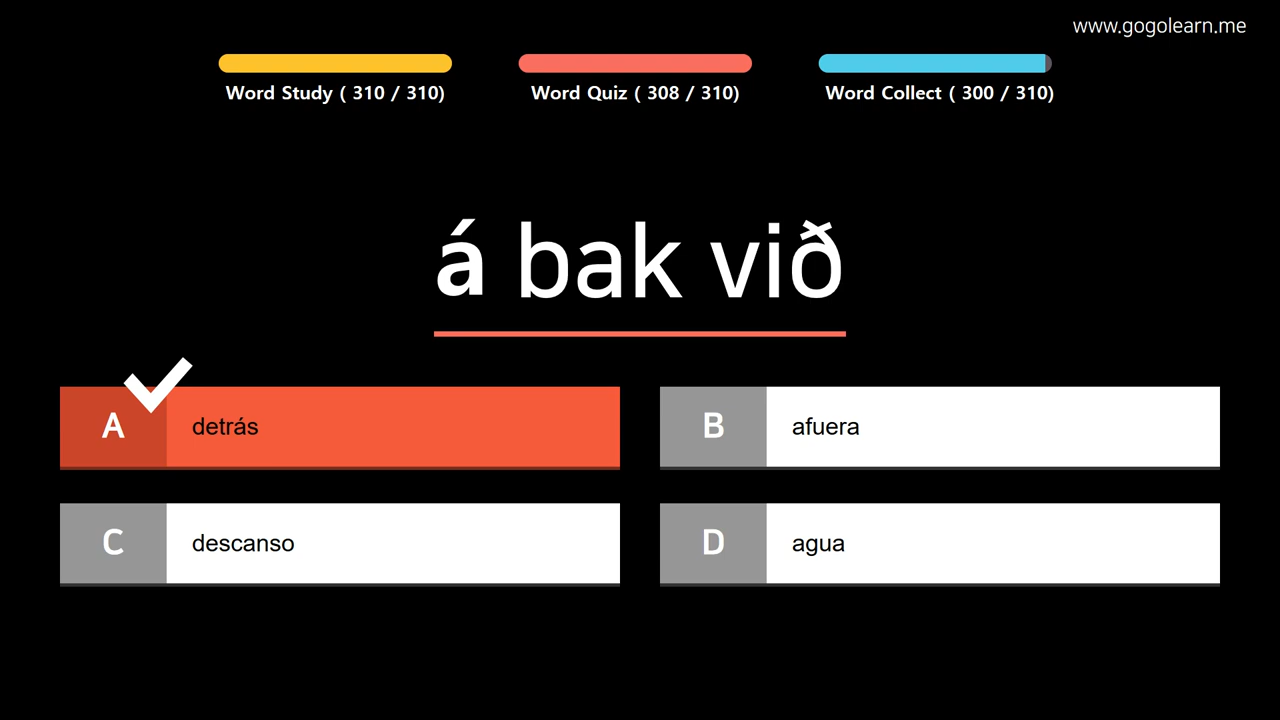 www.gogolearn.me
Word Study ( 310 / 310)
Word Quiz ( 308 / 310)
Word Collect ( 300 / 310)
á bak við
A detrás
B afuera
C descanso
D agua